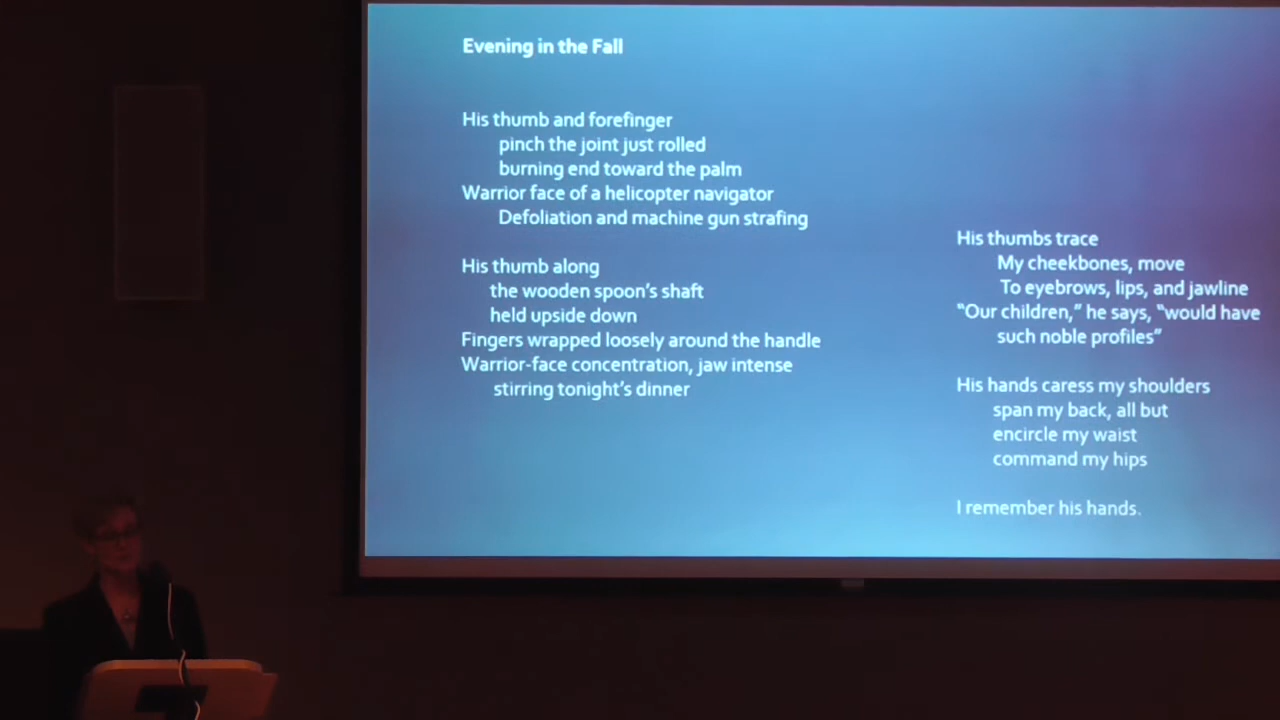 Evening in the Fall
His thumb and forefinger
pinch the joint just rolled
burning end toward the palm
Warrior face of a helicopter navigator
Defoliation and machine gun strafing
His thumb along
the wooden spoon's shaft
held upside down
Fingers wrapped loosely around the handle
Warrior-face concentration, jaw intense
stirring tonight's dinner
His thumbs trace
My cheekbones, move
To eyebrows, lips, and jawline
“Our children,” he says, “would have
such noble profiles”
His hands caress my shoulders
span my back, all but
encircle my waist
command my hips
I remember his hands.